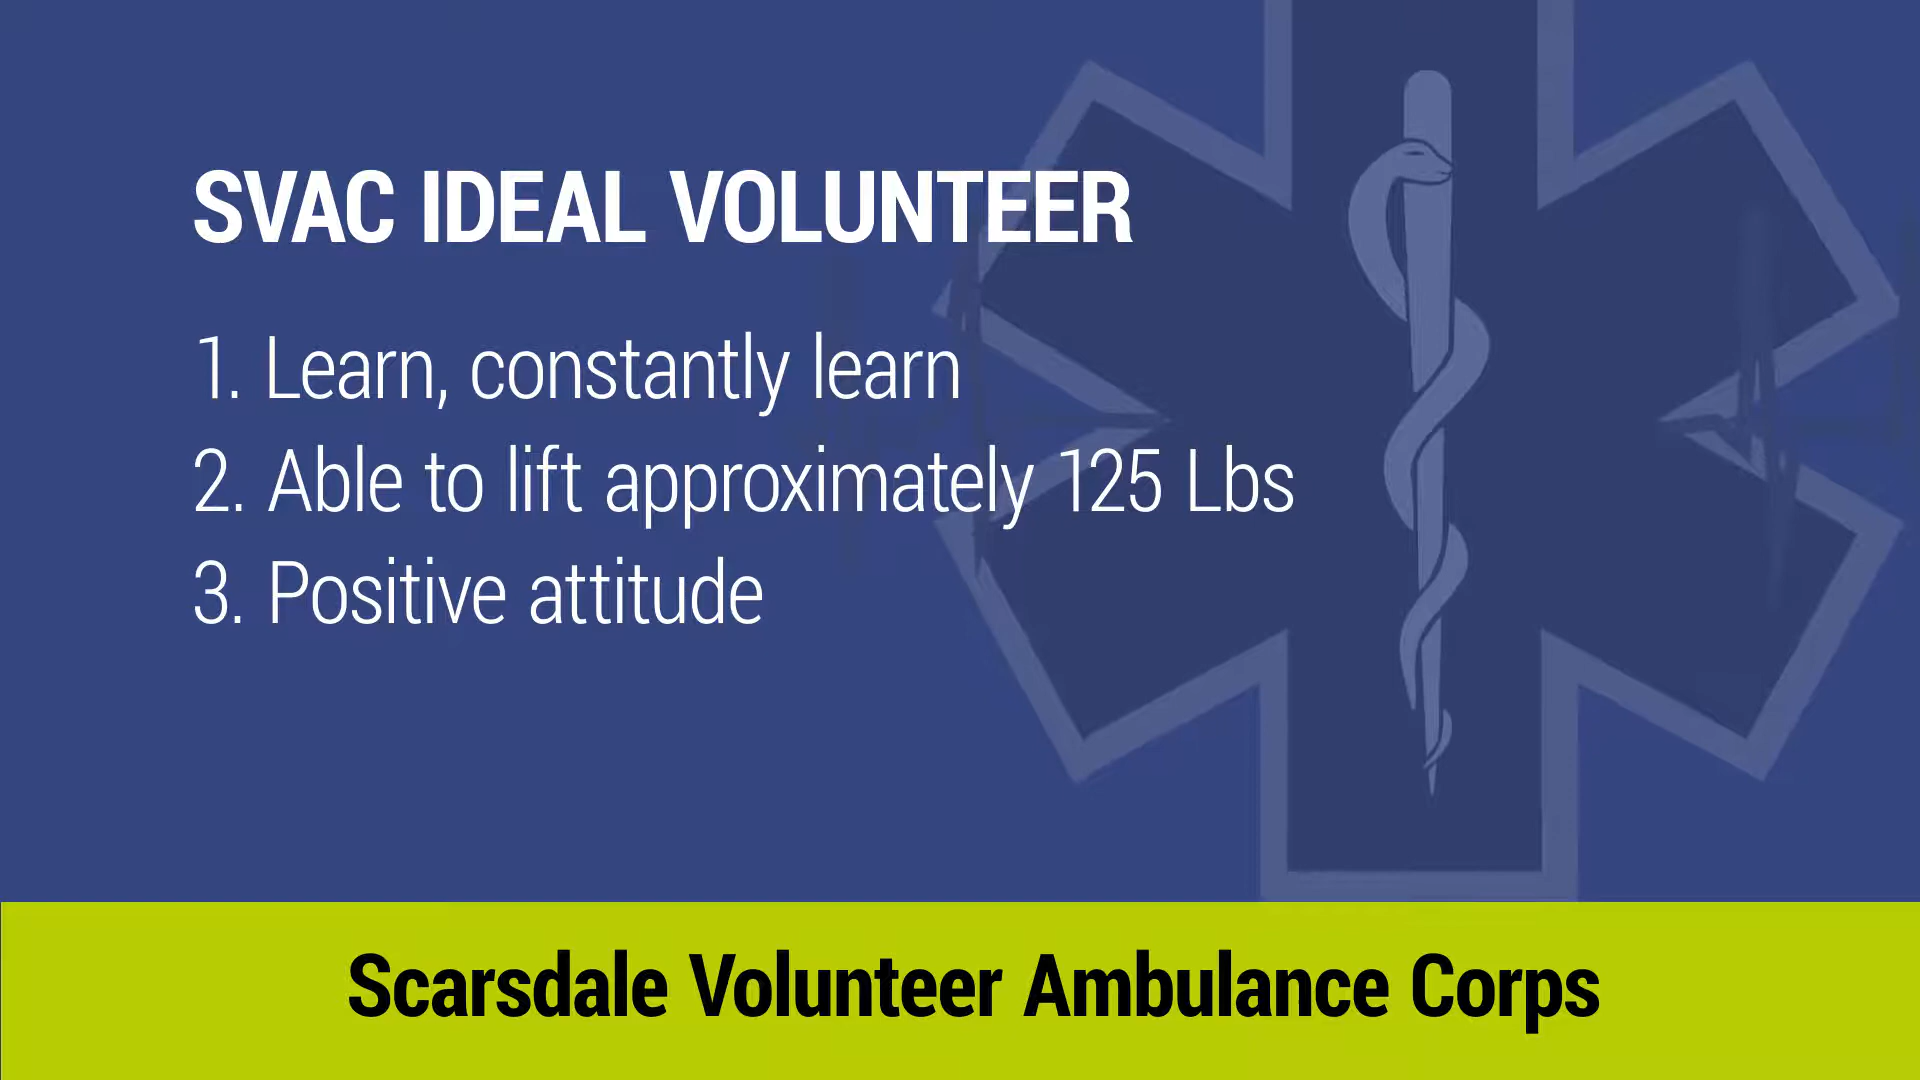 SVAC IDEAL VOLUNTEER
1. Learn, constantly learn
2. Able to lift approximately 125 Lbs
3. Positive attitude
Scarsdale Volunteer Ambulance Corps